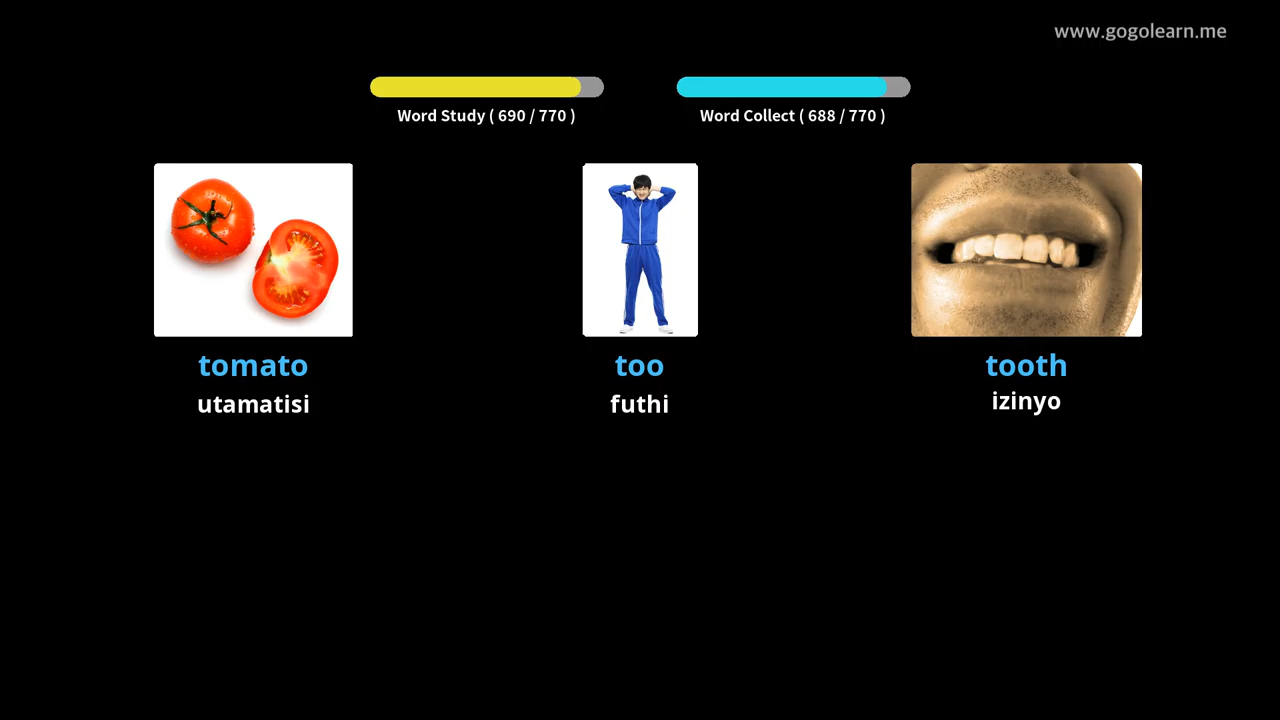 www.gogolearn.me
Word Study ( 690 / 770 )
Word Collect ( 688 / 770 )
tomato
utamatisi
too
futhi
tooth
izinyo